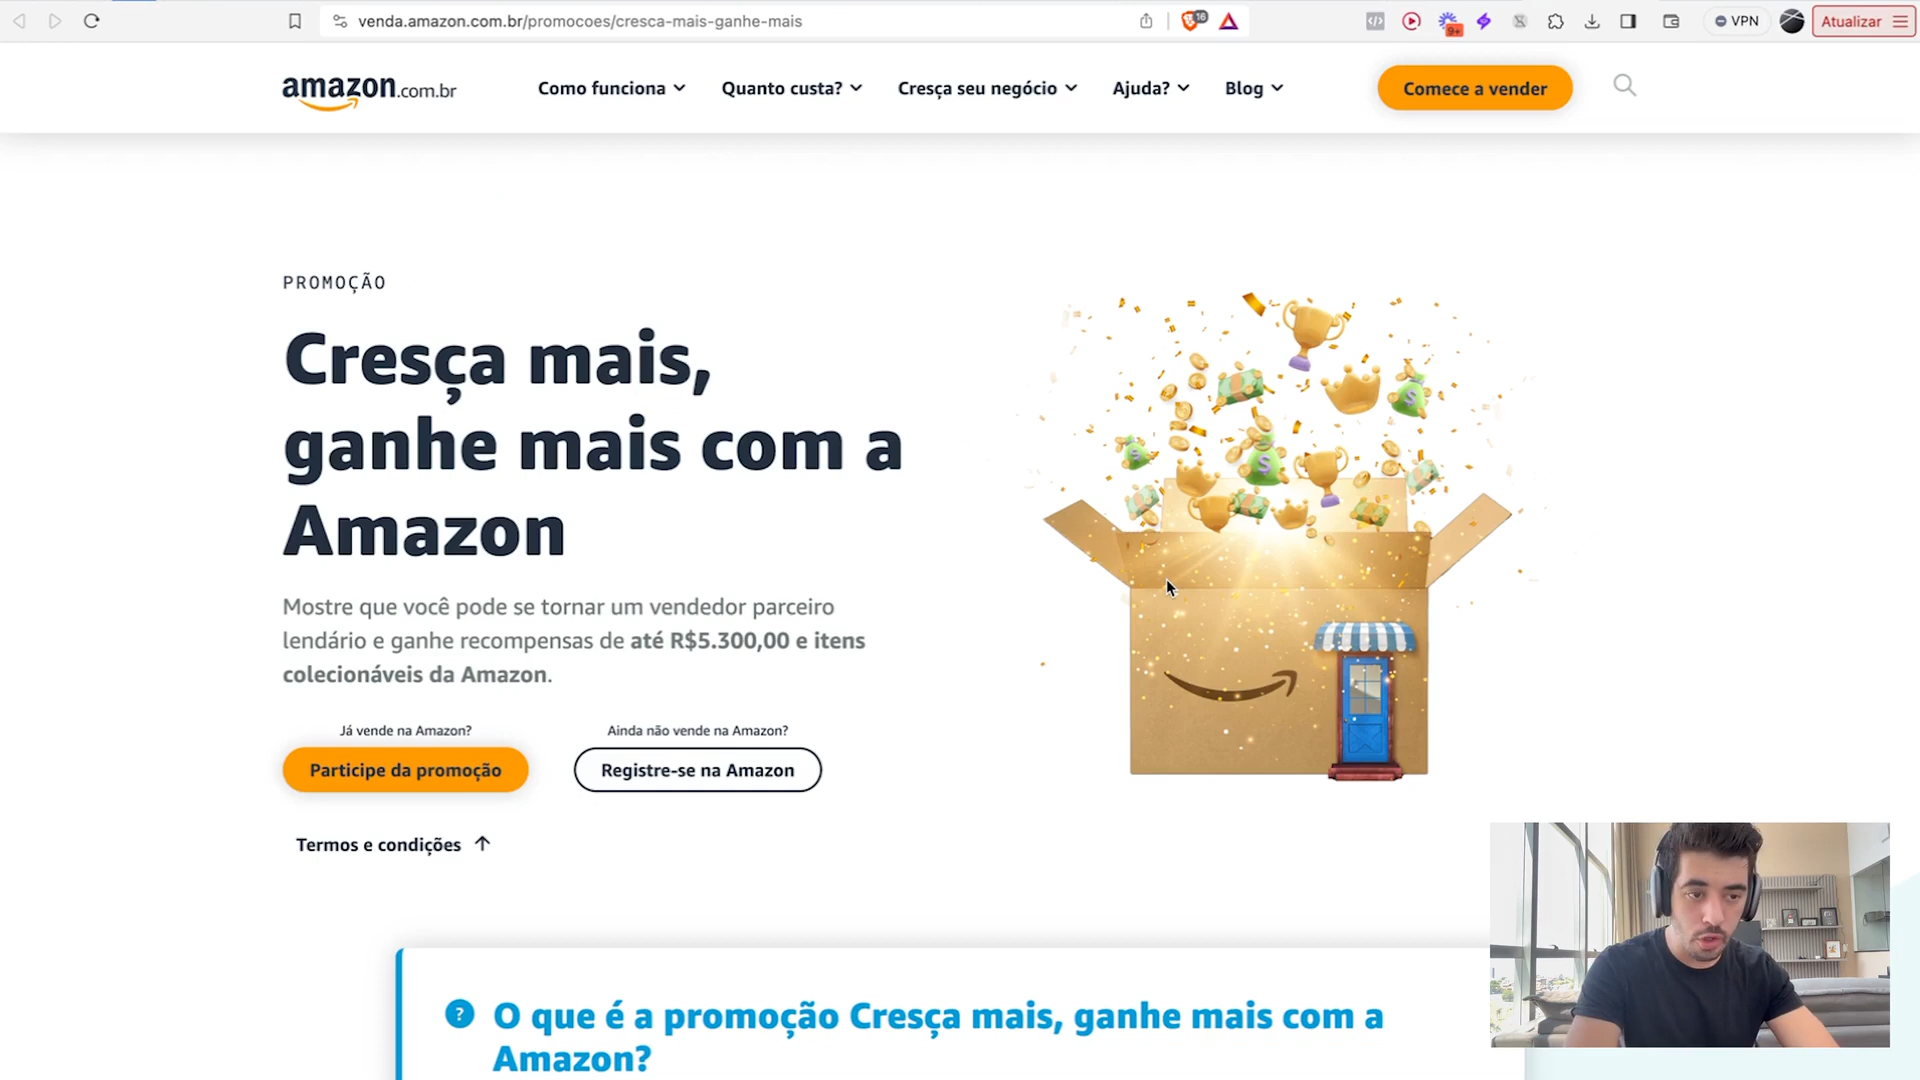 venda.amazon.com.br/promocoes/cresca-mais-ganhe-mais
16
9+
VPN
Atualizar
amazon.com.br
Como funciona
Quanto custa?
Cresça seu negócio
Ajuda?
Blog
Comece a vender
PROMOÇÃO
Cresça mais,
ganhe mais com a
Amazon
Mostre que você pode se tornar um vendedor parceiro
lendário e ganhe recompensas de até R$5.300,00 e itens
colecionáveis da Amazon.
Já vende na Amazon?
Ainda não vende na Amazon?
Participe da promoção
Registre-se na Amazon
Termos e condições
O que é a promoção Cresça mais, ganhe mais com a
Amazon?